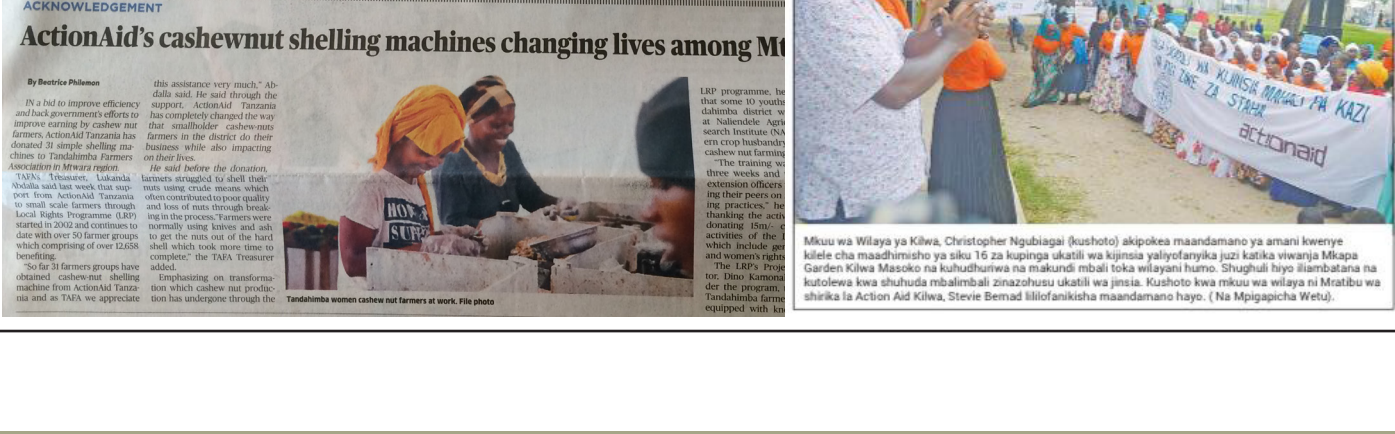 ACKNOWLEDGEMENT
ActionAid's cashewnut shelling machines changing lives among Mt
By Beatrice Philemon
IN a bid to improve efficiency
and back government's efforts to
improve earning by cashew nut
farmers, ActionAid Tanzania has
donated 31 simple shelling ma-
chines to Tandahimba Farmers
Association in Mtwara region.
TAFA's Treasurer, Lukanda
Abdalla said last week that sup-
port from ActionAid Tanzania
to small scale farmers through
Local Rights Programme (LRP)
started in 2002 and continues to
date with over 50 farmer groups
which comprising of over 12,658
benefiting.
"So far 31 farmers groups have
obtained cashew-nut shelling
machine from ActionAid Tanza-
nia and as TAFA we appreciate
this assistance very much," Ab-
dalla said. He said through the
support, ActionAid Tanzania
has completely changed the way
that smallholder cashew-nuts
farmers in the district do their
business while also impacting
on their lives.
He said before the donation,
farmers struggled to shell their
nuts using crude means which
often contributed to poor quality
and loss of nuts through break-
ing in the process."Farmers were
normally using knives and ash
to get the nuts out of the hard
shell which took more time to
complete," the TAFA Treasurer
added.
Emphasizing on transforma-
tion which cashew nut produc-
tion has undergone through the
HOW
SUPE
Tandahimba women cashew nut farmers at work. File photo
LRP programme, he
that some 10 youths
dahimba district w
at Naliendele Agri
search Institute (NA
ern crop husbandry
cashew nut farming
"The training wa
three weeks and
extension officers
ing their peers on
ing practices," he
thanking the activ
donating 15m/- c
activities of the l
which include gen
and women's rights
The LRP's Proje
tor, Dino Kamona
der the program,
Tandahimba farme
equipped with kn
WA KIJINSIA MAHALI PA KAZI
ZA STAHA
actionaid
Mkuu wa Wilaya ya Kilwa, Christopher Ngubiagai (kushoto) akipokea maandamano ya amani kwenye
kilele cha maadhimisho ya siku 16 za kupinga ukatili wa kijinsia yaliyofanyika juzi katika viwanja Mkapa
Garden Kilwa Masoko na kuhudhuriwa na makundi mbali toka wilayani humo. Shughuli hiyo iliambatana na
kutolewa kwa shuhuda mbalimbali zinazohusu ukatili wa jinsia. Kushoto kwa mkuu wa wilaya ni Mratibu wa
shirika la Action Aid Kilwa, Stevie Bernad lililofanikisha maandamano hayo. ( Na Mpigapicha Wetu).